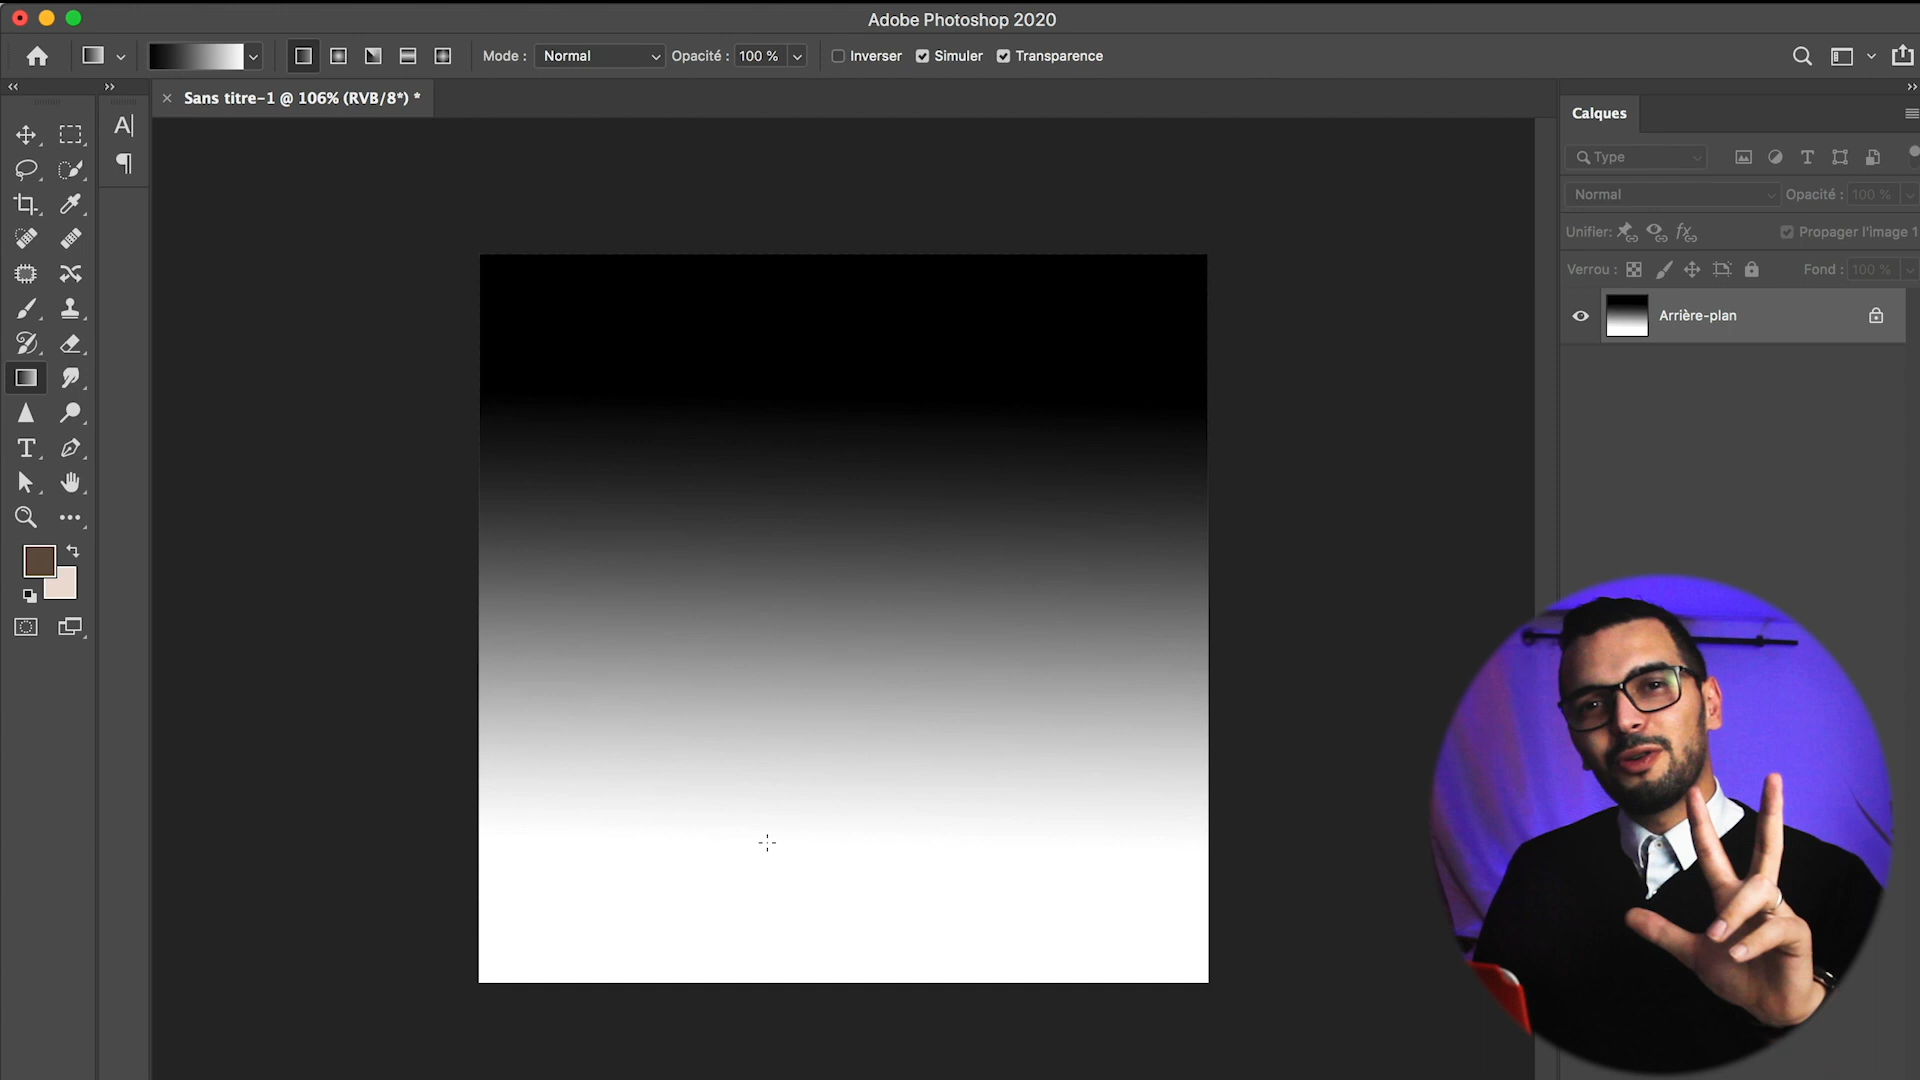 Adobe Photoshop 2020
Mode : Normal Opacité : 100 % Inverser Simuler Transparence
Sans titre-1 @ 106% (RVB/8*) *
Calques
Type
Normal Opacité : 100 %
Unifier: Propager l'image 1
Verrou : Fond : 100 %
Arrière-plan